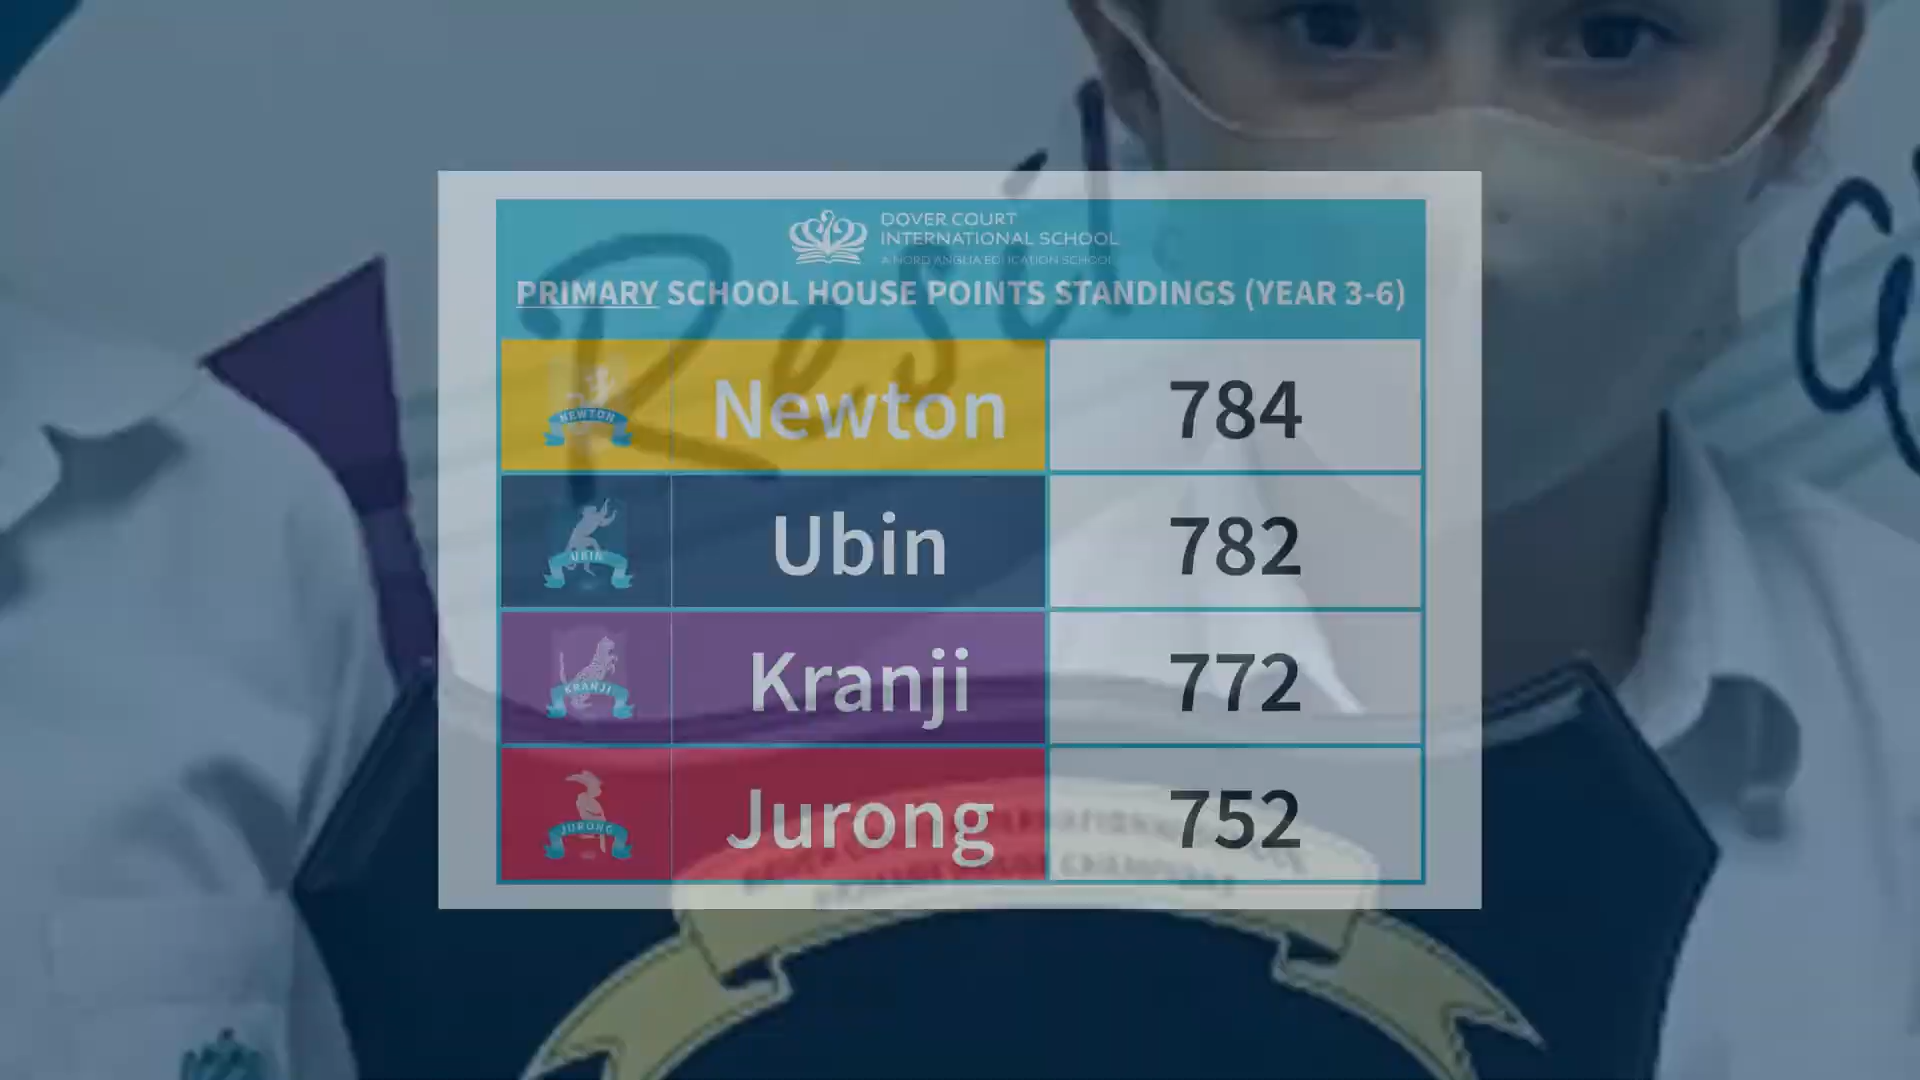 Resil
DOVER COURT
INTERNATIONAL SCHOOL
A NORD ANGLIA EDUCATION SCHOOL
PRIMARY SCHOOL HOUSE POINTS STANDINGS (YEAR 3-6)
NEWTON Newton 784
UBIN Ubin 782
KRANJI Kranji 772
JURONG Jurong 752